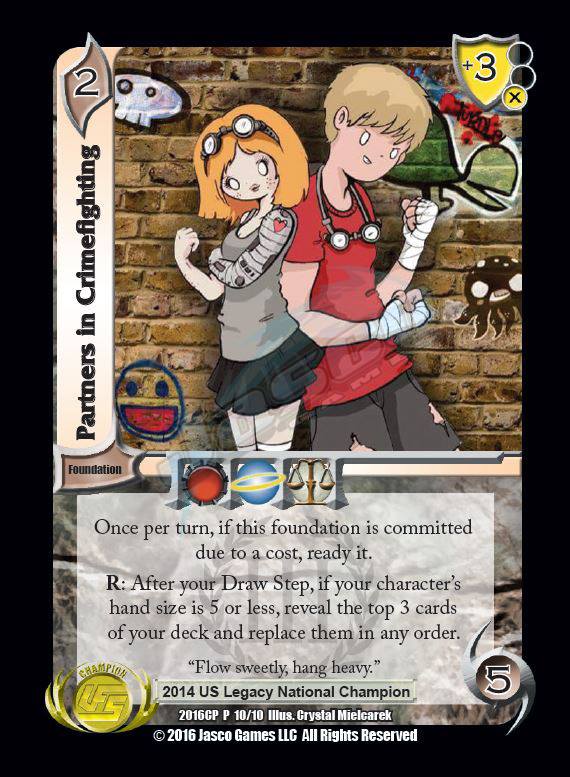 2
+3
Partners in Crimefighting
Foundation
Once per turn, if this foundation is committed
due to a cost, ready it.
R: After your Draw Step, if your character's
hand size is 5 or less, reveal the top 3 cards
of your deck and replace them in any order.
"Flow sweetly, hang heavy."
CHAMPION
UFS
2014 US Legacy National Champion
5
2016CP P 10/10 Illus. Crystal Mielcarek
© 2016 Jasco Games LLC All Rights Reserved